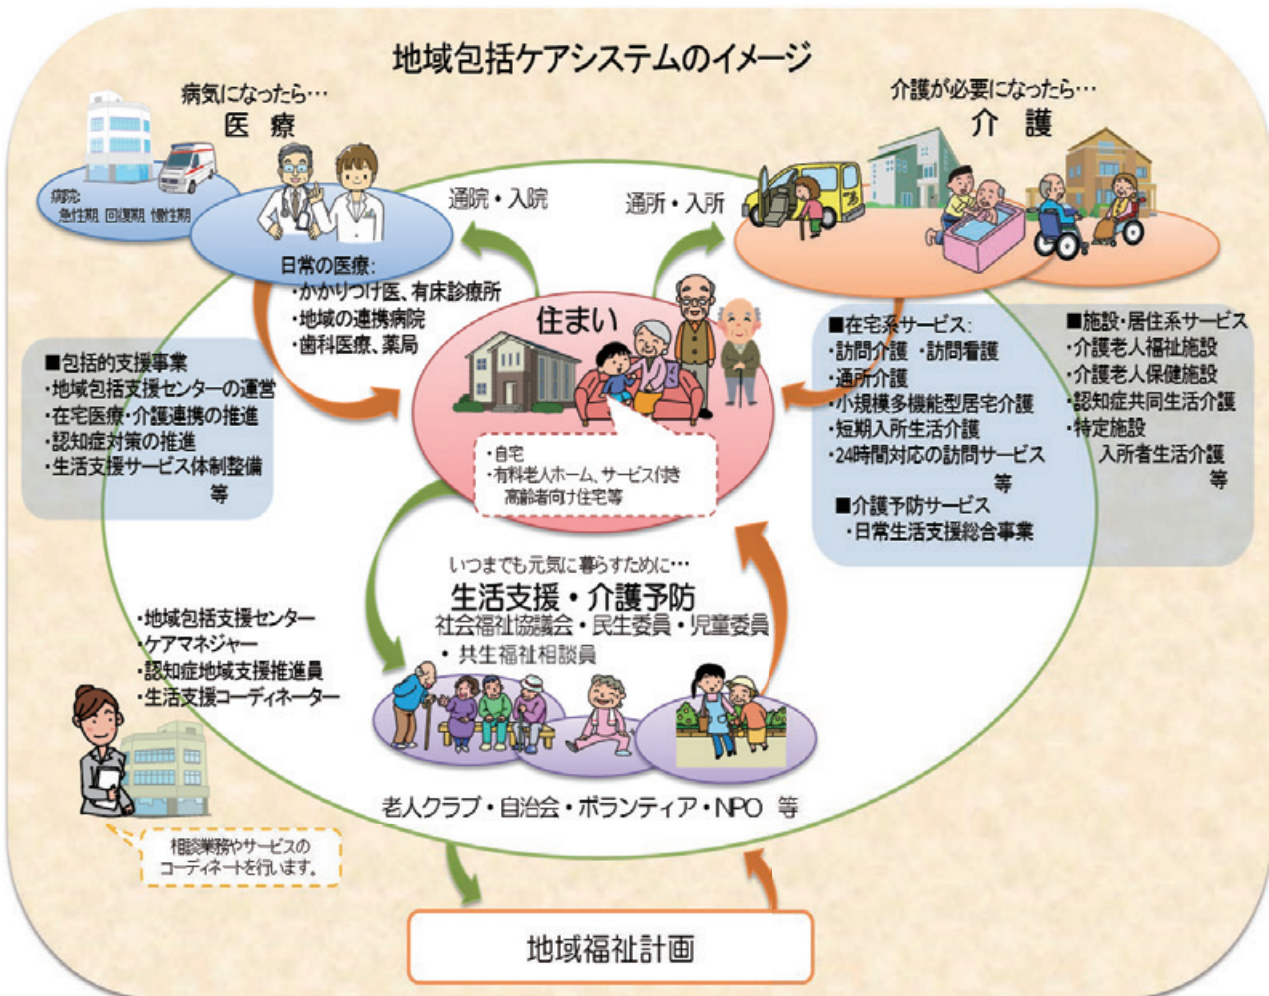 地域包括ケアシステムのイメージ
病気になったら…
医　療
病院:
急性期 回復期 慢性期
日常の医療:
・かかりつけ医、有床診療所
・地域の連携病院
・歯科医療、薬局
通院・入院
通所・入所
介護が必要になったら…
介　護
■包括的支援事業
・地域包括支援センターの運営
・在宅医療・介護連携の推進
・認知症対策の推進
・生活支援サービス体制整備
等
住まい
・自宅
・有料老人ホーム、サービス付き
高齢者向け住宅等
■在宅系サービス:
・訪問介護 ・訪問看護
・通所介護
・小規模多機能型居宅介護
・短期入所生活介護
・24時間対応の訪問サービス
等
■介護予防サービス
・日常生活支援総合事業
■施設・居住系サービス
・介護老人福祉施設
・介護老人保健施設
・認知症共同生活介護
・特定施設
入所者生活介護
等
いつまでも元気に暮らすために…
生活支援・介護予防
社会福祉協議会・民生委員・児童委員
・共生福祉相談員
・地域包括支援センター
・ケアマネジャー
・認知症地域支援推進員
・生活支援コーディネーター
老人クラブ・自治会・ボランティア・NPO 等
相談業務やサービスの
コーディネートを行います。
地域福祉計画